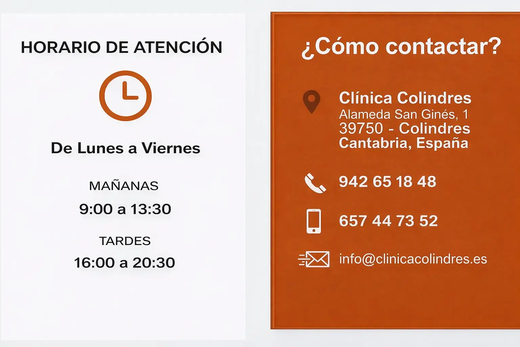 HORARIO DE ATENCIÓN
De Lunes a Viernes
MAÑANAS
9:00 a 13:30
TARDES
16:00 a 20:30
¿Cómo contactar?
Clínica Colindres
Alameda San Ginés, 1
39750 - Colindres
Cantabria, España
942 65 18 48
657 44 73 52
info@clinicacolindres.es